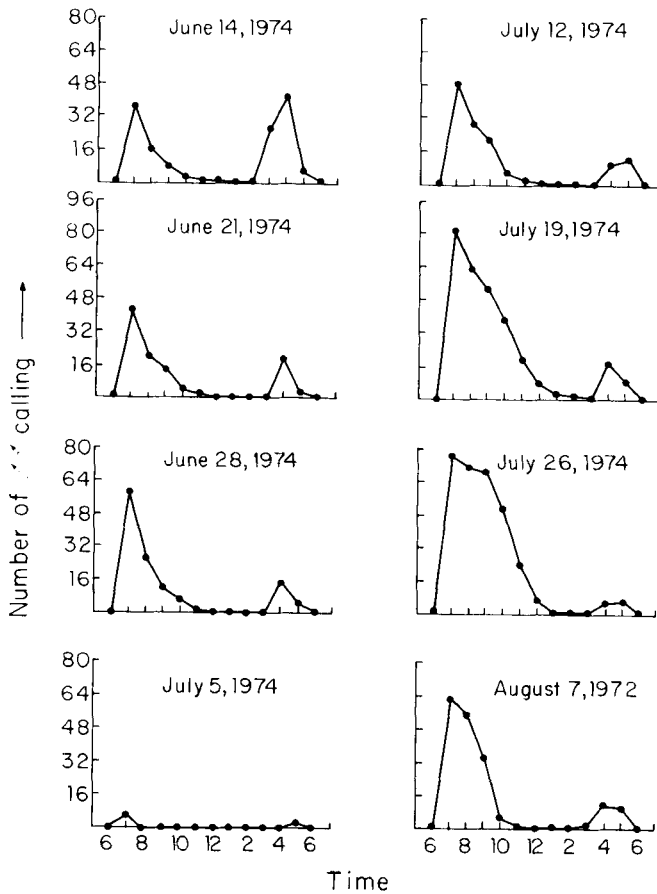 June 14, 1974
80
64
48
32
16
July 12, 1974
June 21, 1974
96
80
64
48
32
16
July 19, 1974
June 28, 1974
80
64
48
32
16
July 26, 1974
July 5, 1974
80
64
48
32
16
August 7, 1972
6 8 10 12 2 4 6
6 8 10 12 2 4 6
Number of calling
Time